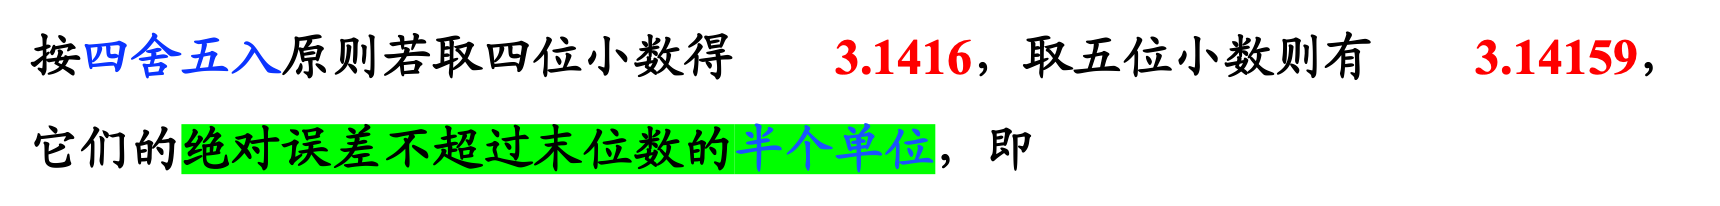 按四舍五入原则若取四位小数得 3.1416，取五位小数则有 3.14159，
它们的绝对误差不超过末位数的半个单位，即